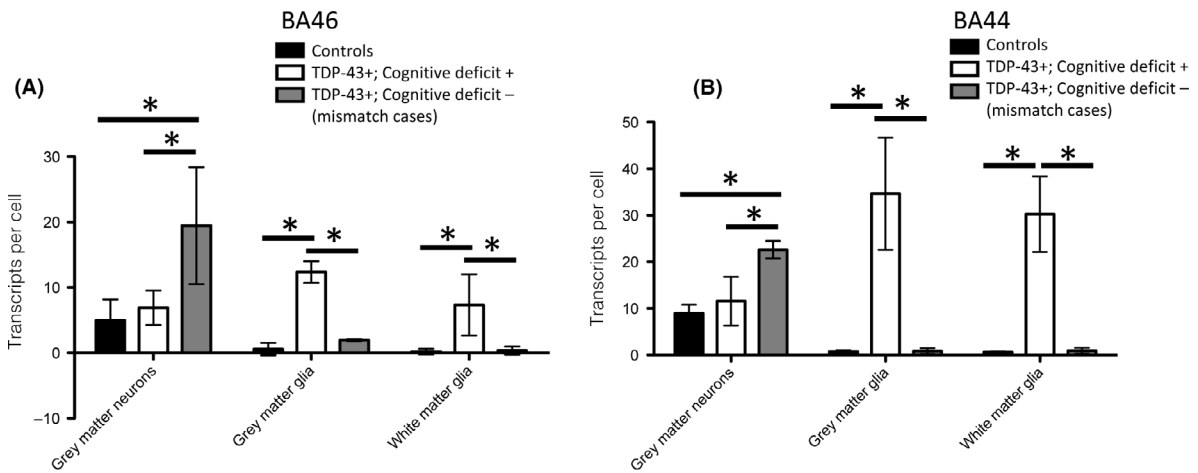 BA46
Controls
TDP-43+; Cognitive deficit +
TDP-43+; Cognitive deficit –
(mismatch cases)
(A)
* * * * * *
Transcripts per cell
30
20
10
0
–10
Grey matter neurons
Grey matter glia
White matter glia
BA44
Controls
TDP-43+; Cognitive deficit +
TDP-43+; Cognitive deficit –
(mismatch cases)
(B)
* * * * * *
Transcripts per cell
50
40
30
20
10
0
Grey matter neurons
Grey matter glia
White matter glia